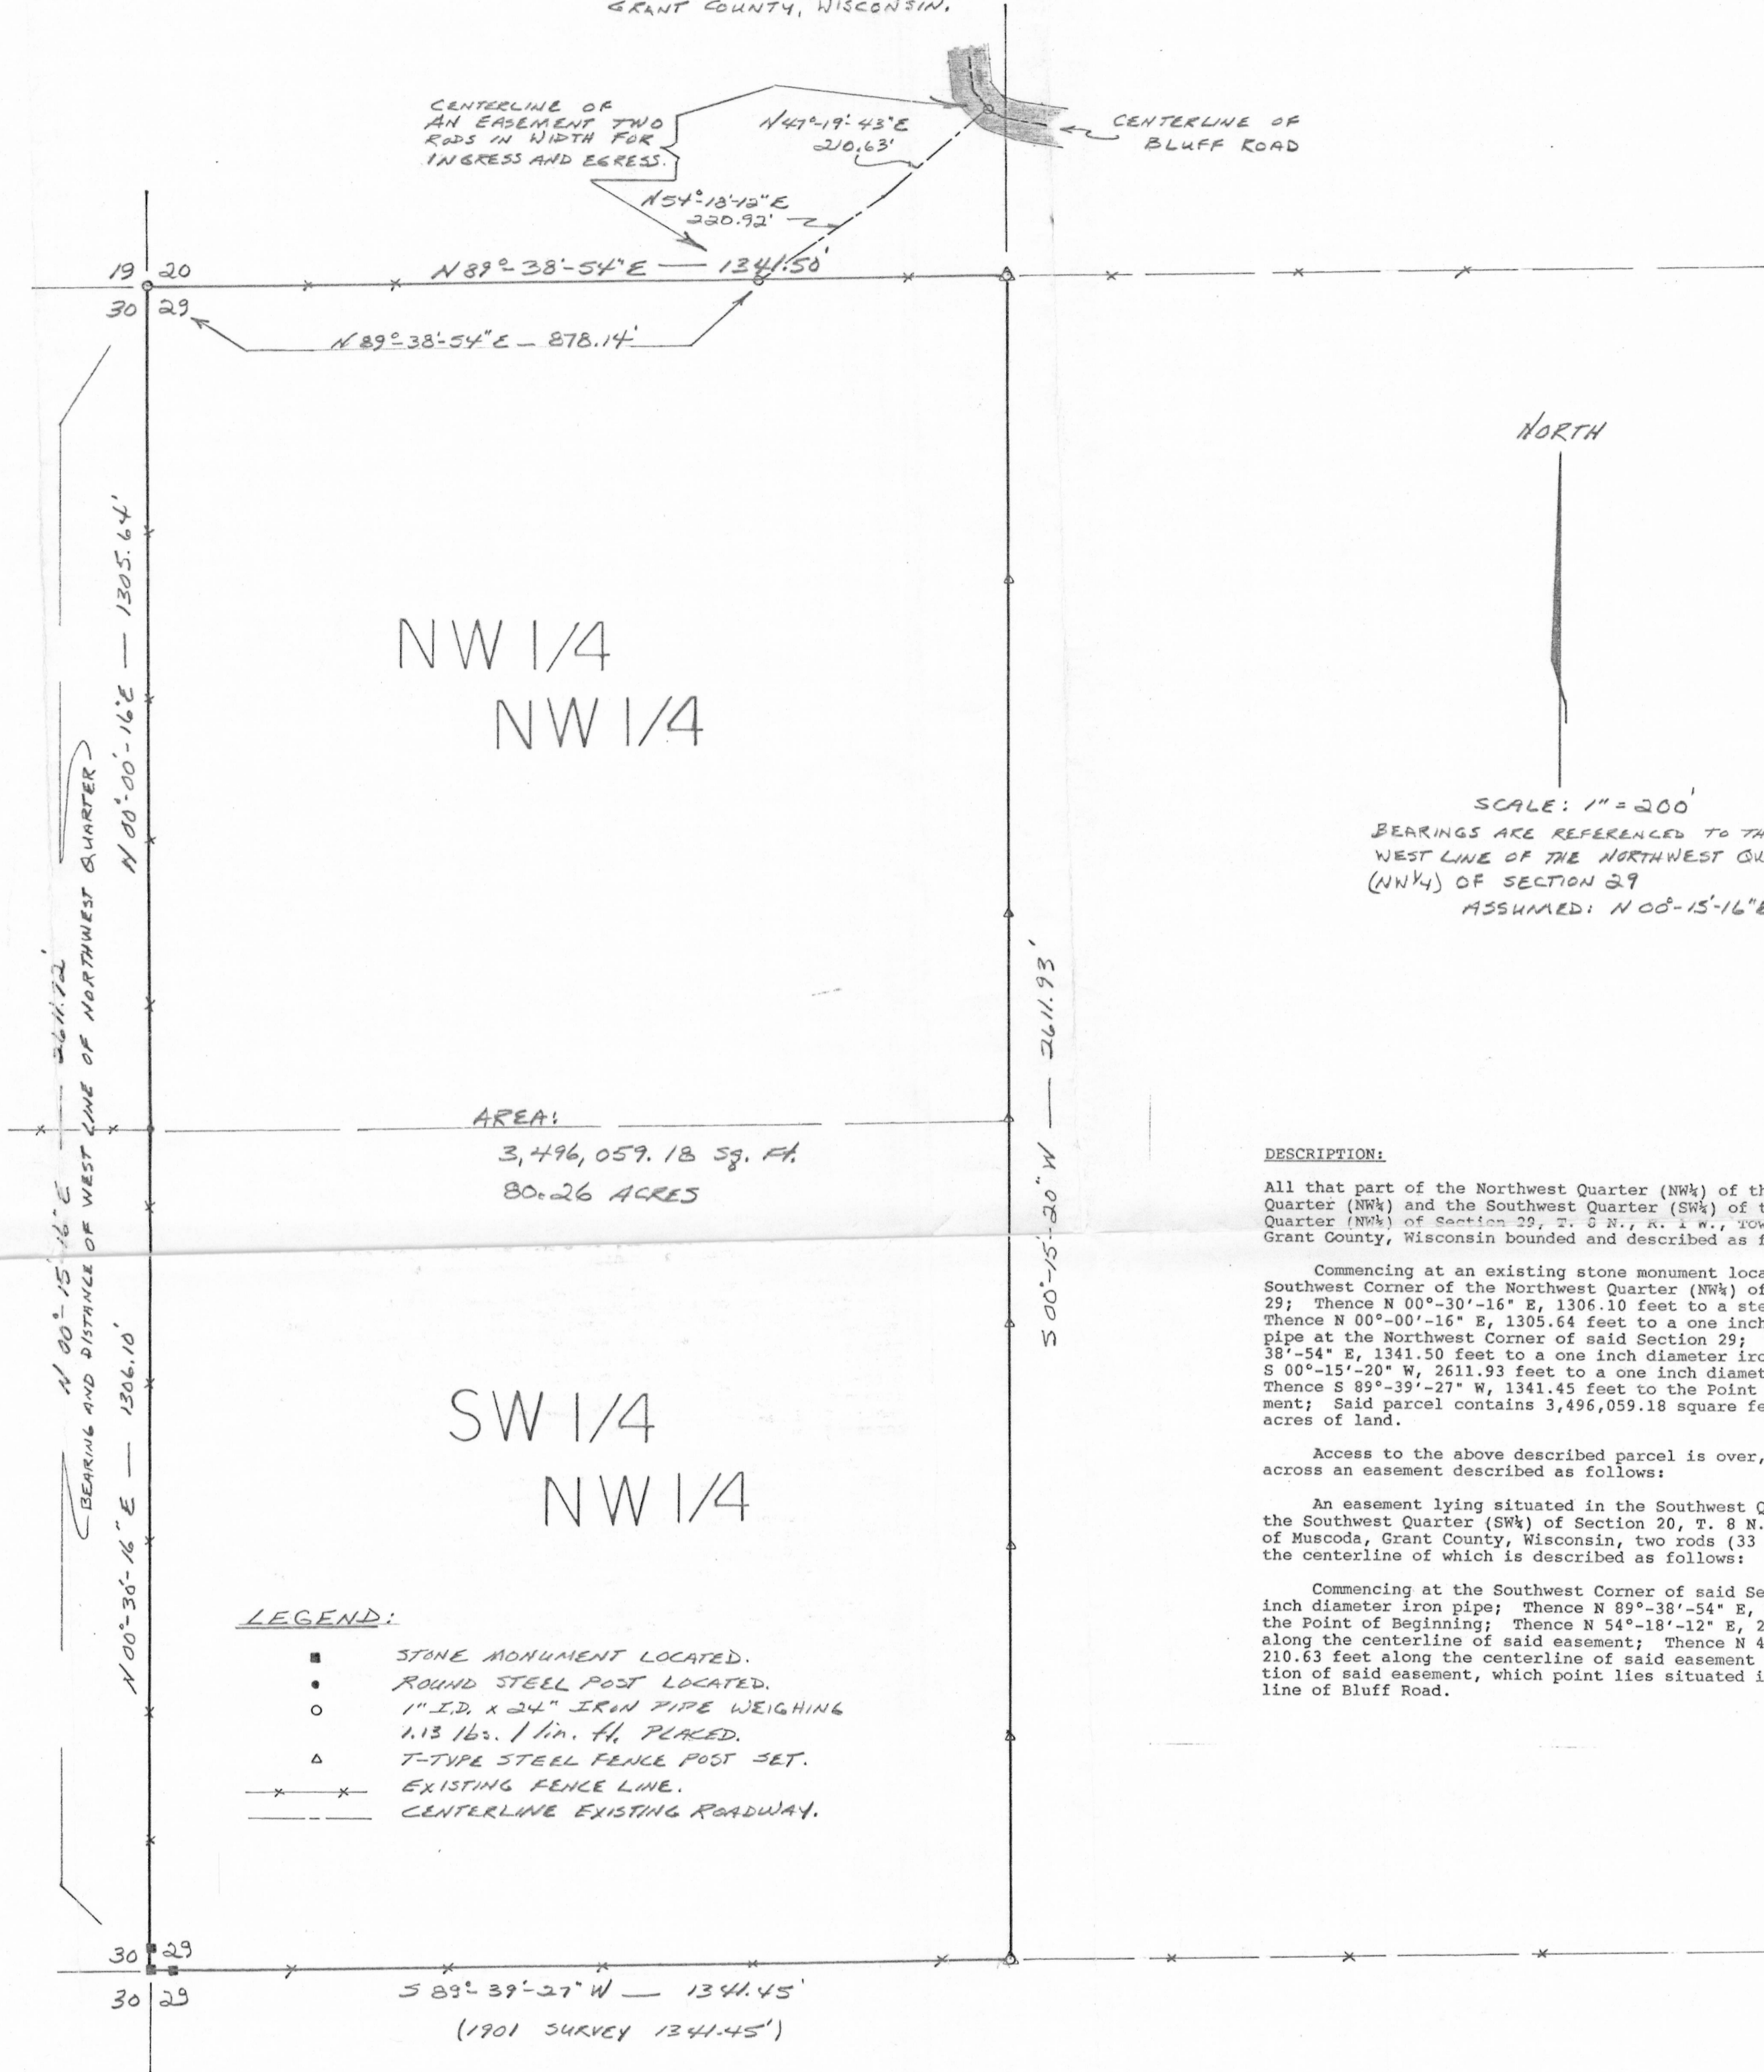 GRANT COUNTY, WISCONSIN.
CENTERLINE OF
AN EASEMENT TWO
RODS IN WIDTH FOR
INGRESS AND EGRESS.
N47°-19'-43"E
210.63'
CENTERLINE OF
BLUFF ROAD
N54°-18'-12"E
220.92'
19 20
N89°-38'-54"E — 1341.50'
30 29
N89°-38'-54"E — 878.14'
NORTH
N00°-00'-16"E — 1305.64'
NW 1/4
NW 1/4
SCALE: 1" = 200'
BEARINGS ARE REFERENCED TO
WEST LINE OF THE NORTHWEST
(NW¼) OF SECTION 29
ASSUMED: N00°-15'-16"E
N00°-15'-16"E — 2611.72'
(BEARING AND DISTANCE OF WEST LINE OF NORTHWEST QUARTER)
S00°-15'-20"W — 2611.93'
AREA:
3,496,059.18 Sq. Ft.
80.26 ACRES
DESCRIPTION:
All that part of the Northwest Quarter (NW¼) of
Quarter (NW¼) and the Southwest Quarter (SW¼) of
Quarter (NW¼) of Section 29, T. 8 N., R. 1 W.,
Grant County, Wisconsin bounded and described as
Commencing at an existing stone monument
Southwest Corner of the Northwest Quarter (NW¼) of
29; Thence N 00°-30'-16" E, 1306.10 feet to a
Thence N 00°-00'-16" E, 1305.64 feet to a one inch
pipe at the Northwest Corner of said Section 29;
38'-54" E, 1341.50 feet to a one inch diameter
S 00°-15'-20" W, 2611.93 feet to a one inch
Thence S 89°-39'-27" W, 1341.45 feet to the Point
ment; Said parcel contains 3,496,059.18 square
acres of land.
Access to the above described parcel is over,
across an easement described as follows:
An easement lying situated in the Southwest
the Southwest Quarter (SW¼) of Section 20, T. 8 N.
of Muscoda, Grant County, Wisconsin, two rods (33
the centerline of which is described as follows:
Commencing at the Southwest Corner of said
inch diameter iron pipe; Thence N 89°-38'-54" E,
the Point of Beginning; Thence N 54°-18'-12" E, 2
along the centerline of said easement; Thence N 4
210.63 feet along the centerline of said easement
tion of said easement, which point lies situated
line of Bluff Road.
N00°-30'-16"E — 1306.10'
SW 1/4
NW 1/4
LEGEND:
STONE MONUMENT LOCATED.
ROUND STEEL POST LOCATED.
1" I.D. x 24" IRON PIPE WEIGHING
1.13 lbs. / lin. ft. PLACED.
T-TYPE STEEL FENCE POST SET.
EXISTING FENCE LINE.
CENTERLINE EXISTING ROADWAY.
30 29
30 29
S89°-39'-27"W — 1341.45'
(1901 SURVEY 1341.45')